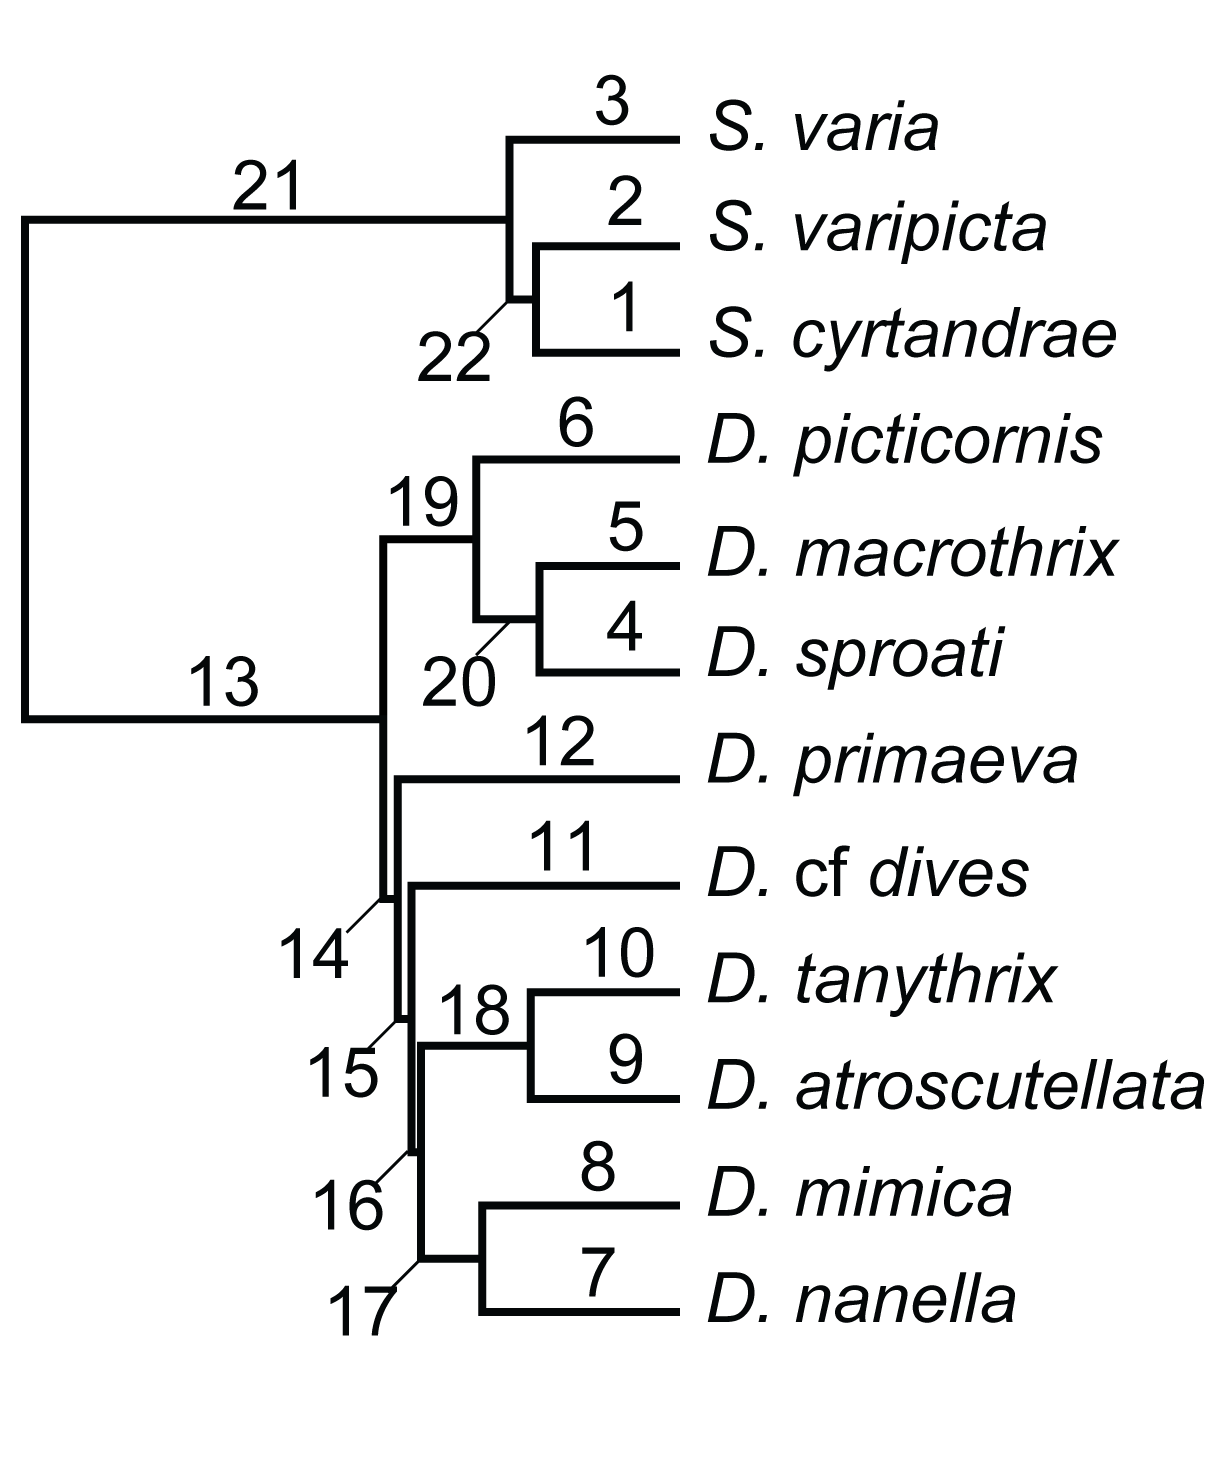 3 S. varia
21
2 S. varipicta
1 S. cyrtandrae
22
6 D. picticornis
19
5 D. macrothrix
4 D. sproati
20
13
12 D. primaeva
11 D. cf dives
14
10 D. tanythrix
18
15
9 D. atroscutellata
8 D. mimica
16
7 D. nanella
17